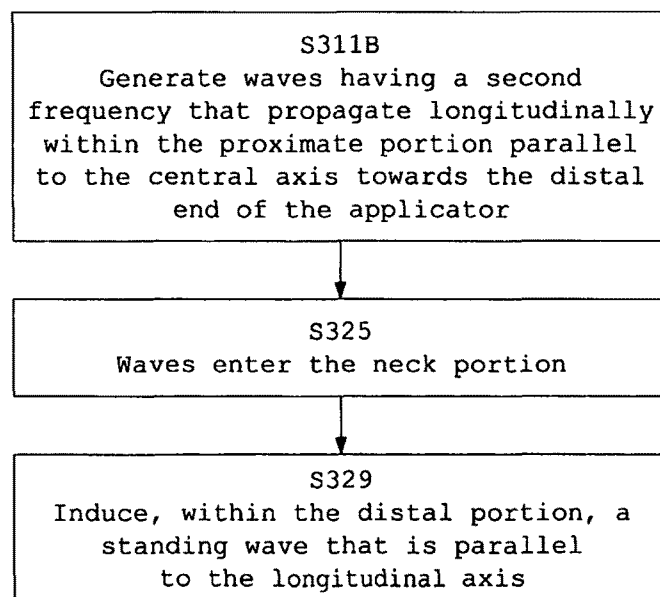 S311B
Generate waves having a second
frequency that propagate longitudinally
within the proximate portion parallel
to the central axis towards the distal
end of the applicator
S325
Waves enter the neck portion
S329
Induce, within the distal portion, a
standing wave that is parallel
to the longitudinal axis